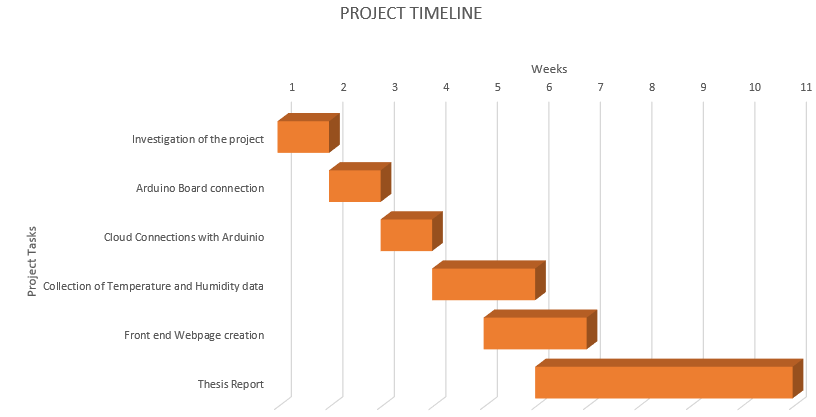 PROJECT TIMELINE
Weeks
1 2 3 4 5 6 7 8 9 10 11
Investigation of the project
Arduino Board connection
Cloud Connections with Arduinio
Collection of Temperature and Humidity data
Front end Webpage creation
Thesis Report
Project Tasks